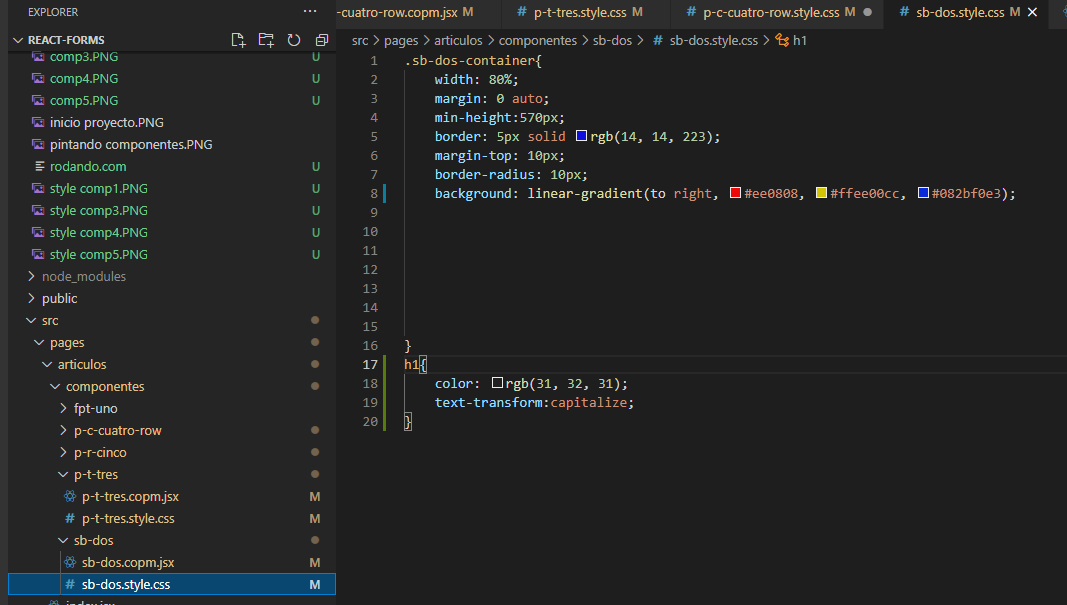 EXPLORER
...
-cuatro-row.copm.jsx M
# p-t-tres.style.css M
# p-c-cuatro-row.style.css M
# sb-dos.style.css M
REACT-FORMS
src > pages > articulos > componentes > sb-dos > # sb-dos.style.css > h1
comp3.PNG U
comp4.PNG U
comp5.PNG U
inicio proyecto.PNG
pintando componentes.PNG
rodando.com U
style comp1.PNG U
style comp3.PNG U
style comp4.PNG U
style comp5.PNG U
node_modules
public
src
pages
articulos
componentes
fpt-uno
p-c-cuatro-row
p-r-cinco
p-t-tres
p-t-tres.copm.jsx M
# p-t-tres.style.css M
sb-dos
sb-dos.copm.jsx M
# sb-dos.style.css M
1 .sb-dos-container{
2 width: 80%;
3 margin: 0 auto;
4 min-height:570px;
5 border: 5px solid rgb(14, 14, 223);
6 margin-top: 10px;
7 border-radius: 10px;
8 background: linear-gradient(to right, #ee0808, #ffee00cc, #082bf0e3);
9
10
11
12
13
14
15
16 }
17 h1{
18 color: rgb(31, 32, 31);
19 text-transform:capitalize;
20 }